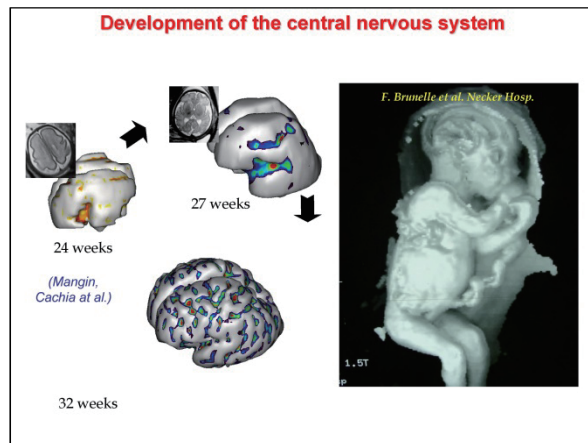 Development of the central nervous system
F. Brunelle et al. Necker Hosp.
27 weeks
24 weeks
(Mangin,
Cachia at al.)
32 weeks
1.5T
sp